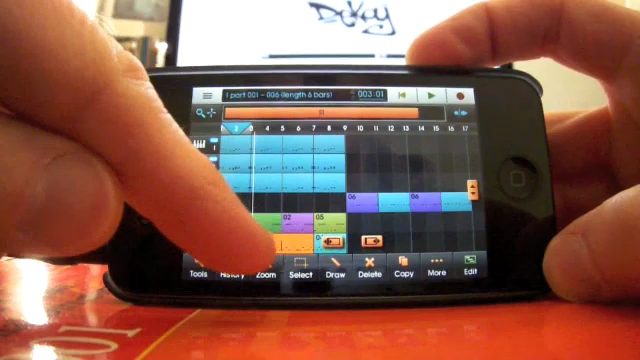 DeKay
1 part 001 - 006 (length 6 bars) 003:01
2 3 4 5 6 7 8 9 10 11 12 13 14 15 16 17
06 06
02 05
Tools History Zoom Select Draw Delete Copy More Edit